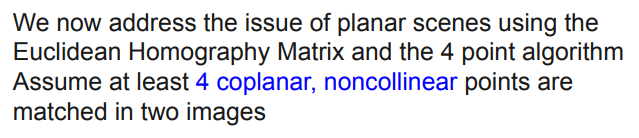 We now address the issue of planar scenes using the
Euclidean Homography Matrix and the 4 point algorithm
Assume at least 4 coplanar, noncollinear points are
matched in two images